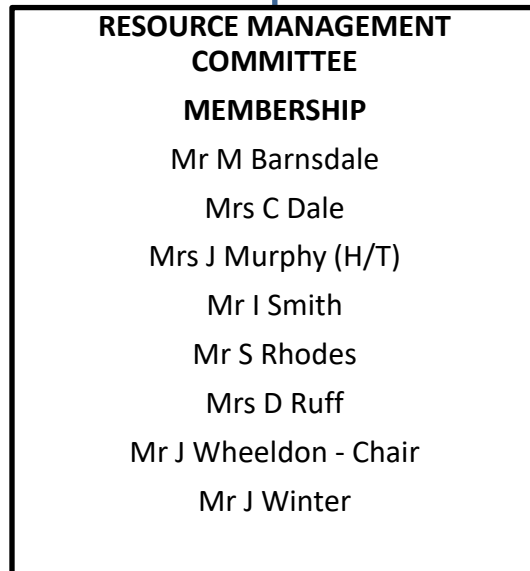 RESOURCE MANAGEMENT
COMMITTEE
MEMBERSHIP
Mr M Barnsdale
Mrs C Dale
Mrs J Murphy (H/T)
Mr I Smith
Mr S Rhodes
Mrs D Ruff
Mr J Wheeldon - Chair
Mr J Winter